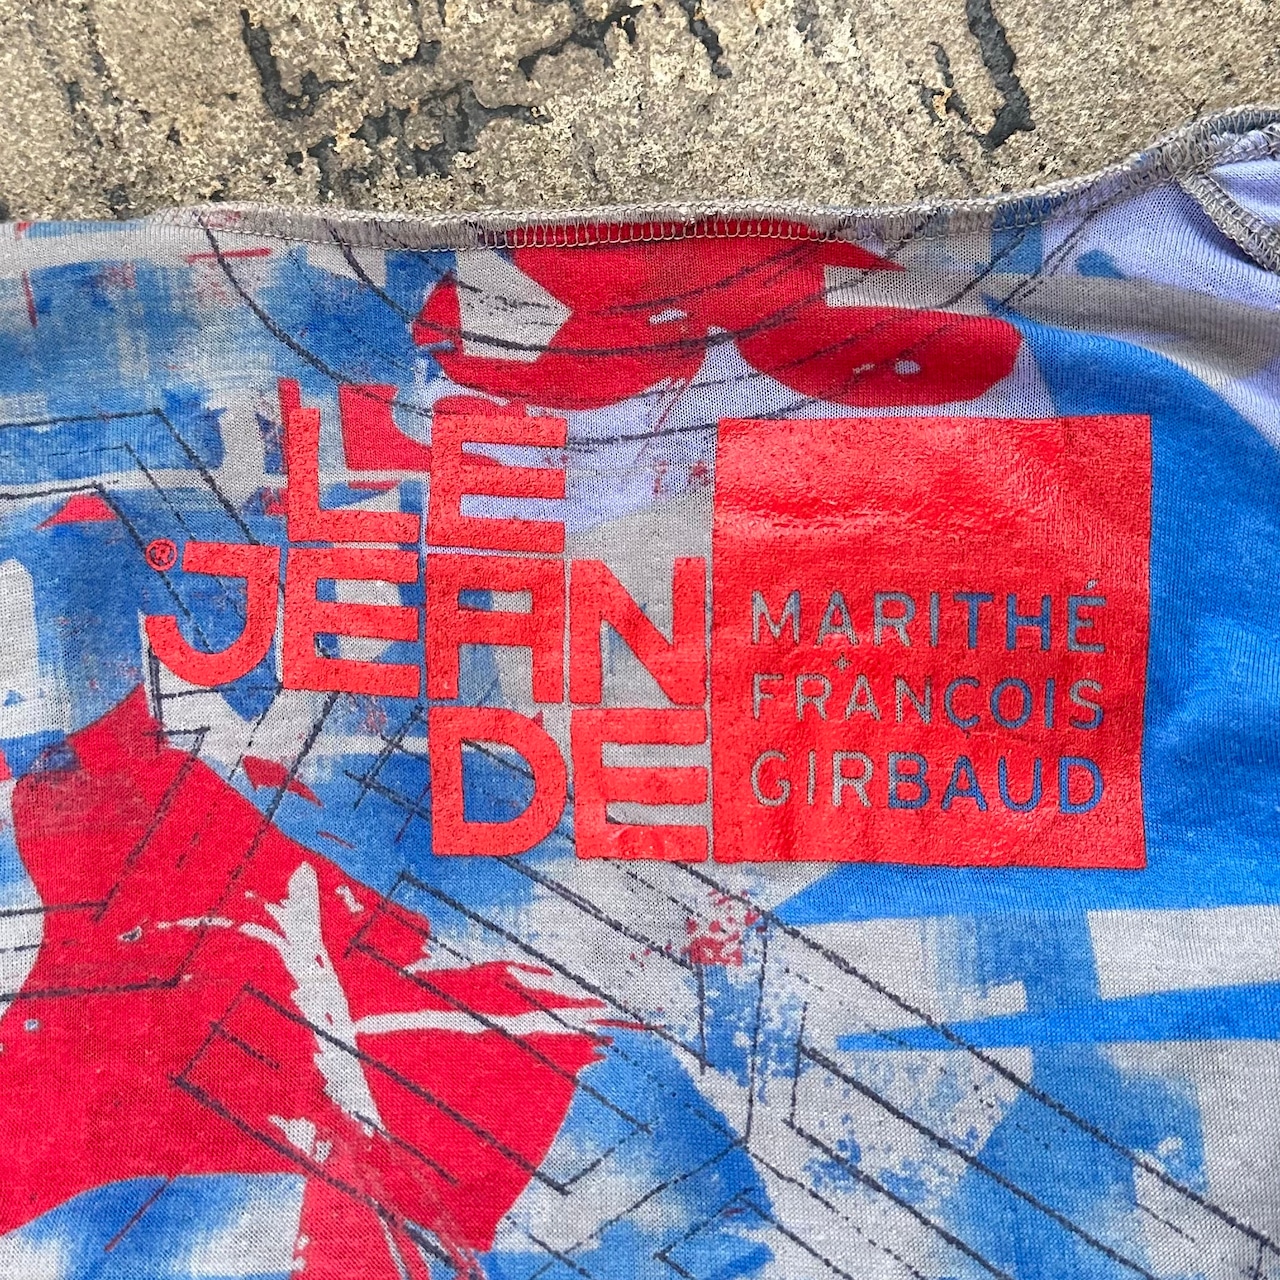 LE
®JEAN
DE
MARITHÉ
+
FRANÇOIS
GIRBAUD